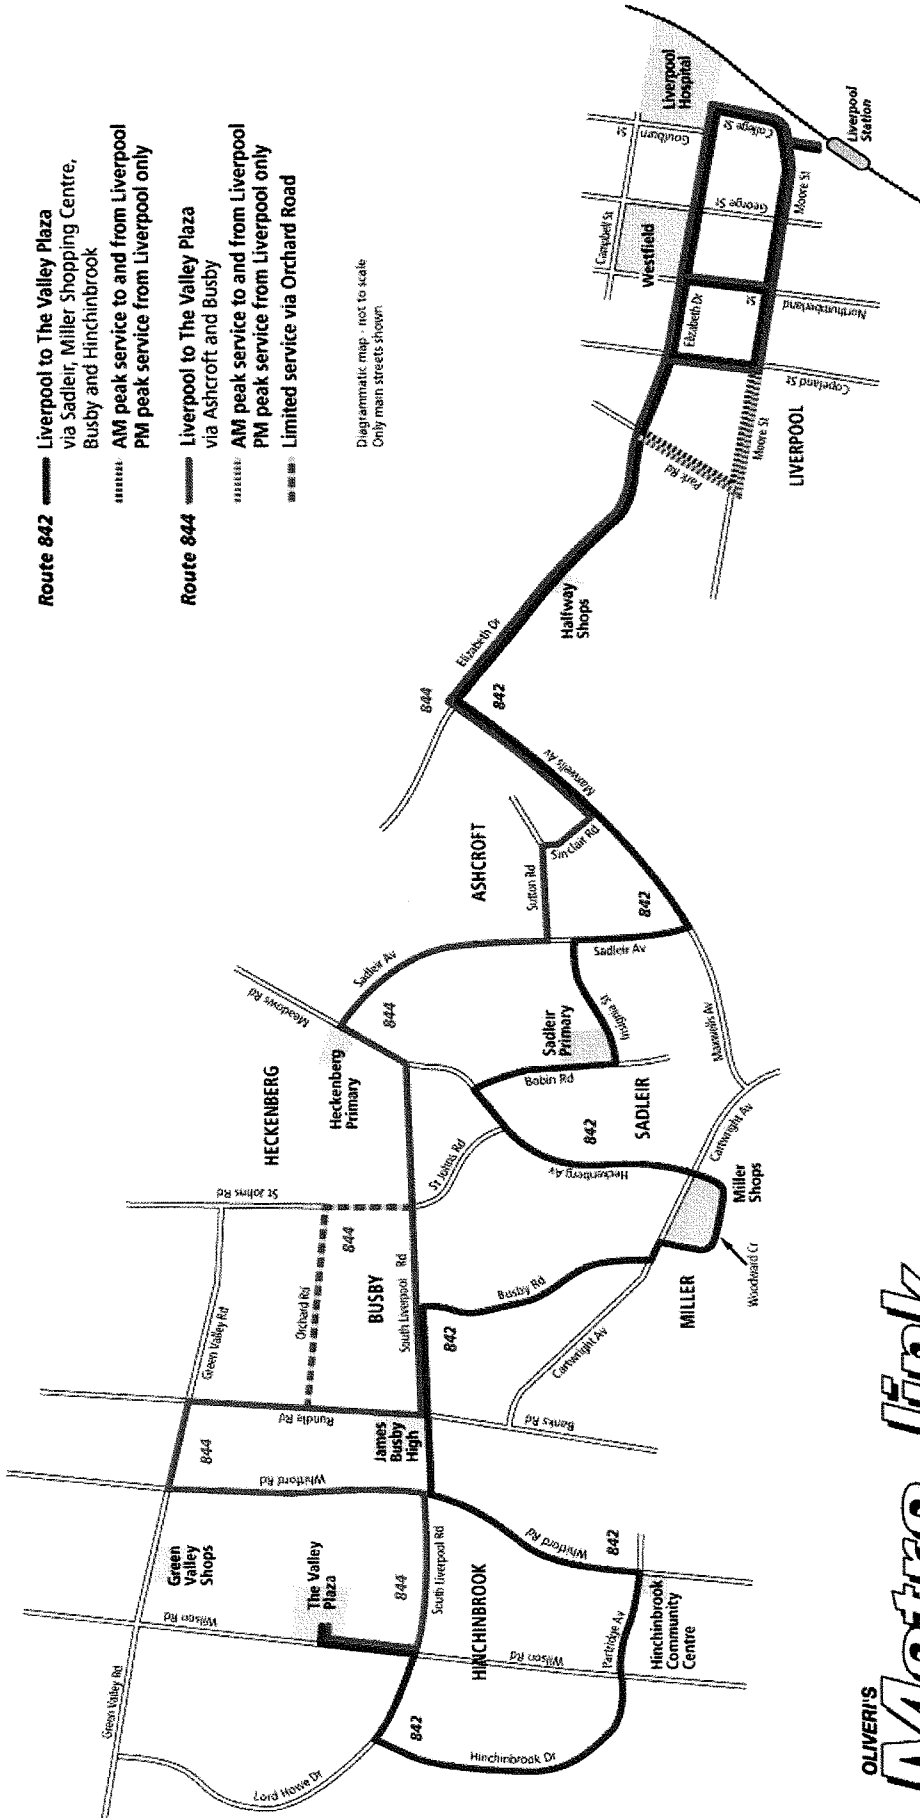 Route 842
Liverpool to The Valley Plaza
via Sadleir, Miller Shopping Centre,
Busby and Hinchinbrook
AM peak service to and from Liverpool
PM peak service from Liverpool only
Route 844
Liverpool to The Valley Plaza
via Ashcroft and Busby
AM peak service to and from Liverpool
PM peak service from Liverpool only
Limited service via Orchard Road
Diagrammatic map - not to scale
Only main streets shown
Green Valley Rd
Lord Howe Dr
Wilson Rd
Green
Valley
Shops
The Valley
Plaza
844
842
South Liverpool Rd
HINCHINBROOK
Hinchinbrook Dr
Wilson Rd
Partridge Av
Hinchinbrook
Community
Centre
842
Whitford Rd
Whitford Rd
844
Rundle Rd
James
Busby
High
Green Valley Rd
Orchard Rd
844
St Johns Rd
BUSBY
South Liverpool Rd
842
Banks Rd
Busby Rd
Cartwright Av
MILLER
Woodward Cr
Miller
Shops
Cartwright Av
HECKENBERG
Heckenberg
Primary
Meadows Rd
844
Sadleir Av
St Johns Rd
Heckenberg Av
842
SADLEIR
Bobin Rd
Sadleir
Primary
Insignia St
Sadleir Av
Maxwells Av
842
ASHCROFT
Sutton Rd
Sinclair Rd
Maxwells Av
844
842
Elizabeth Dr
Halfway
Shops
Park Rd
Moore St
LIVERPOOL
Copeland St
Elizabeth Dr
Northumberland
St
Westfield
Campbell St
George St
Moore St
Goulburn
St
College St
Liverpool
Hospital
Liverpool
Station
OLIVERI'S
Metro link